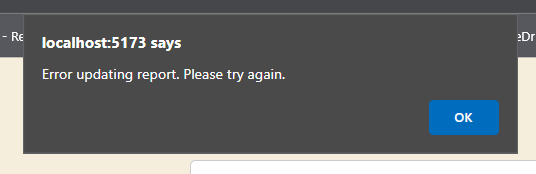 localhost:5173 says
Error updating report. Please try again.
OK